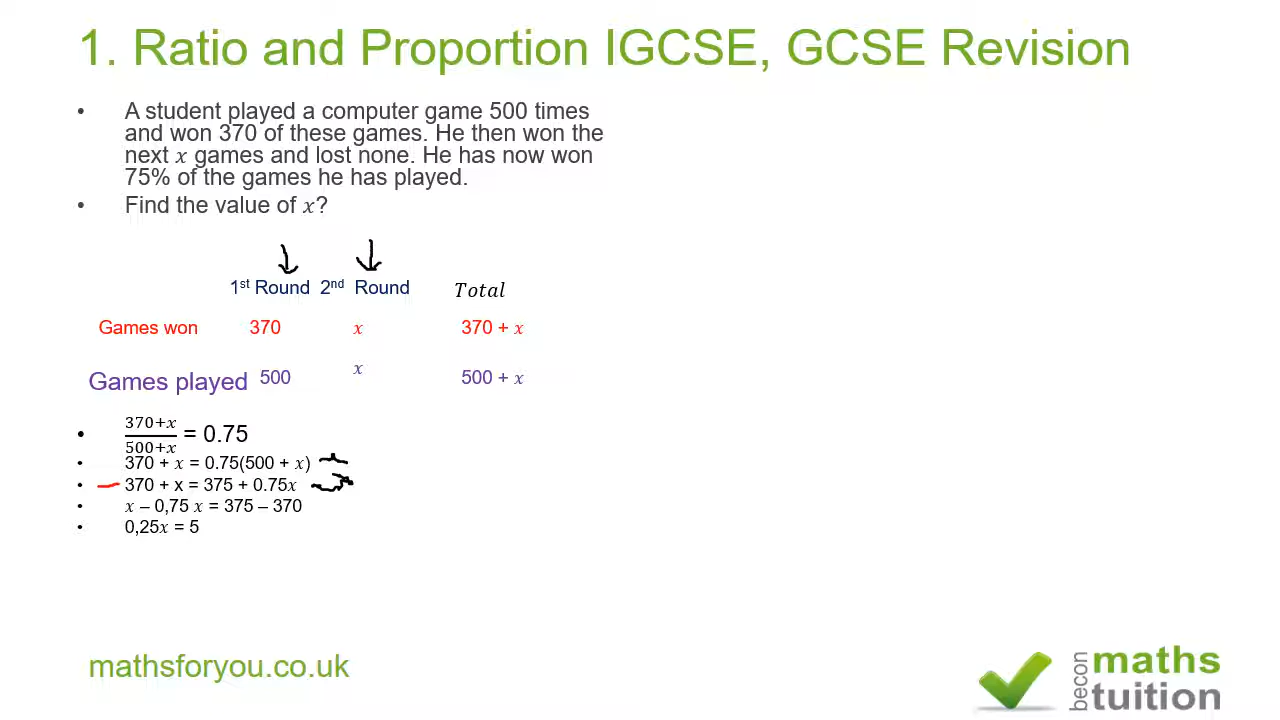 1. Ratio and Proportion IGCSE, GCSE Revision
• A student played a computer game 500 times
and won 370 of these games. He then won the
next x games and lost none. He has now won
75% of the games he has played.
• Find the value of x?
1st Round 2nd Round Total
Games won 370 x 370 + x
Games played 500 x 500 + x
• 370+x/500+x = 0.75
• 370 + x = 0.75(500 + x)
• 370 + x = 375 + 0.75x
• x – 0,75 x = 375 – 370
• 0,25x = 5
mathsforyou.co.uk
becon maths tuition